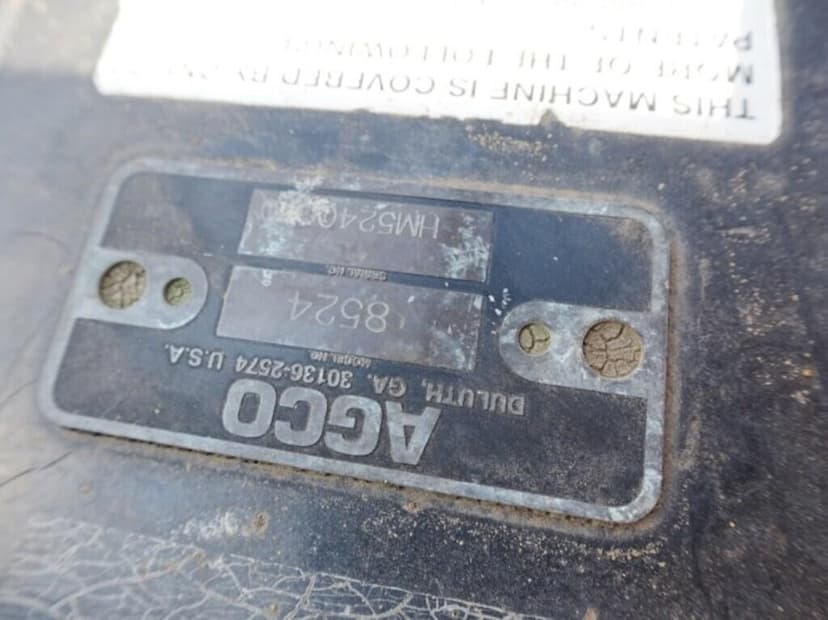 AGCO
DULUTH, GA. 30136-2574 U.S.A.
MODEL NO
8524
SERIAL NO
THIS MACHINE IS COVERED BY
MORE OF THE FOLLOWING
PATENTS